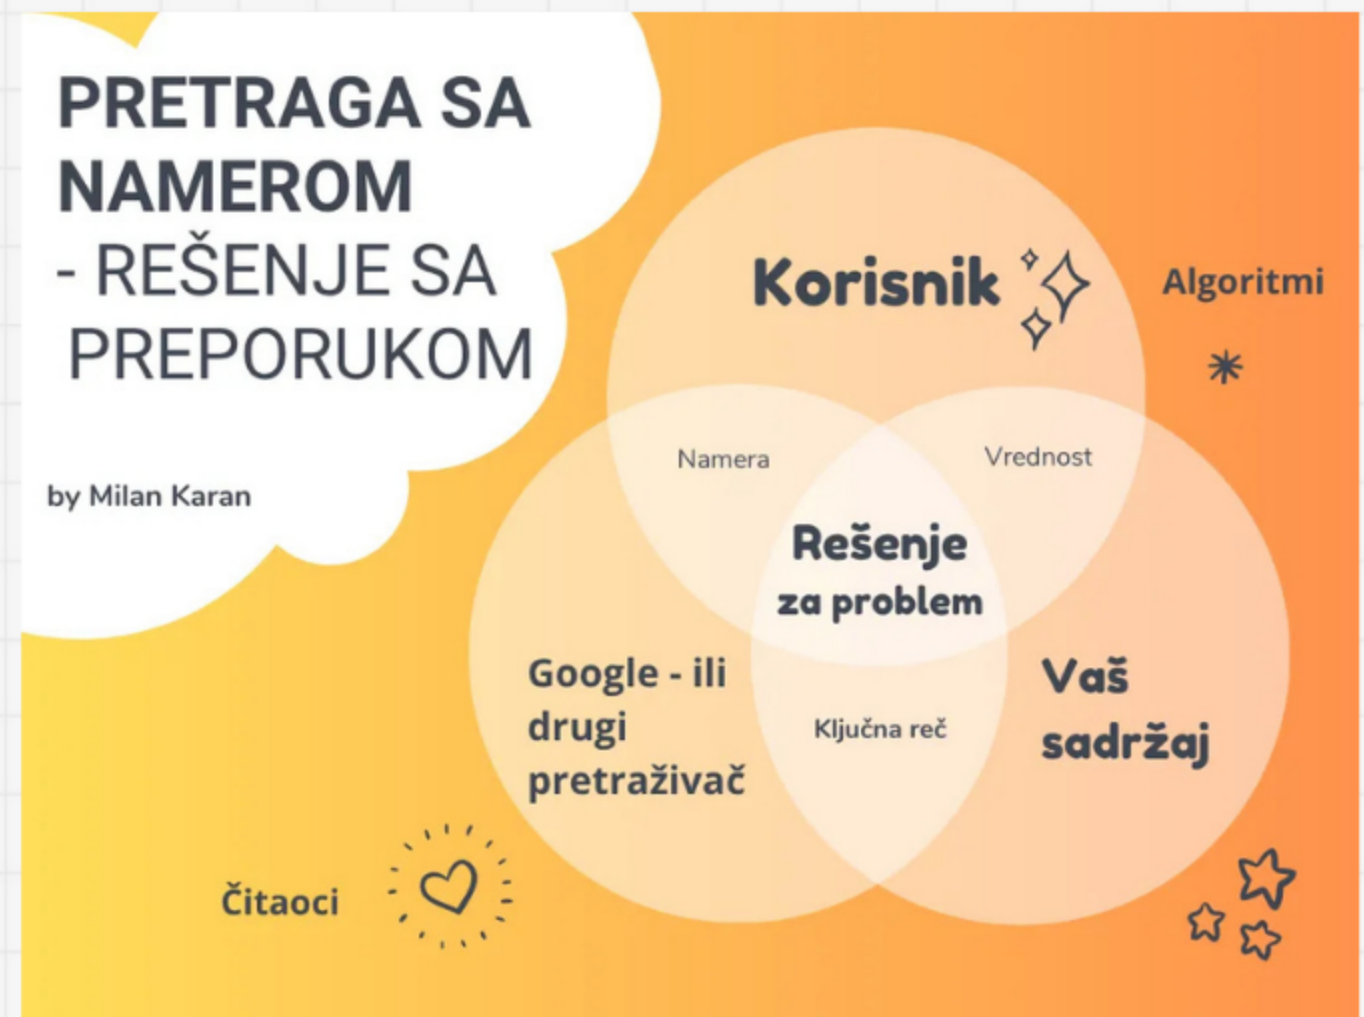 PRETRAGA SA
NAMEROM
- REŠENJE SA
PREPORUKOM
by Milan Karan
Korisnik
Algoritmi
Namera
Vrednost
Rešenje
za problem
Google - ili
drugi
pretraživač
Ključna reč
Vaš
sadržaj
Čitaoci